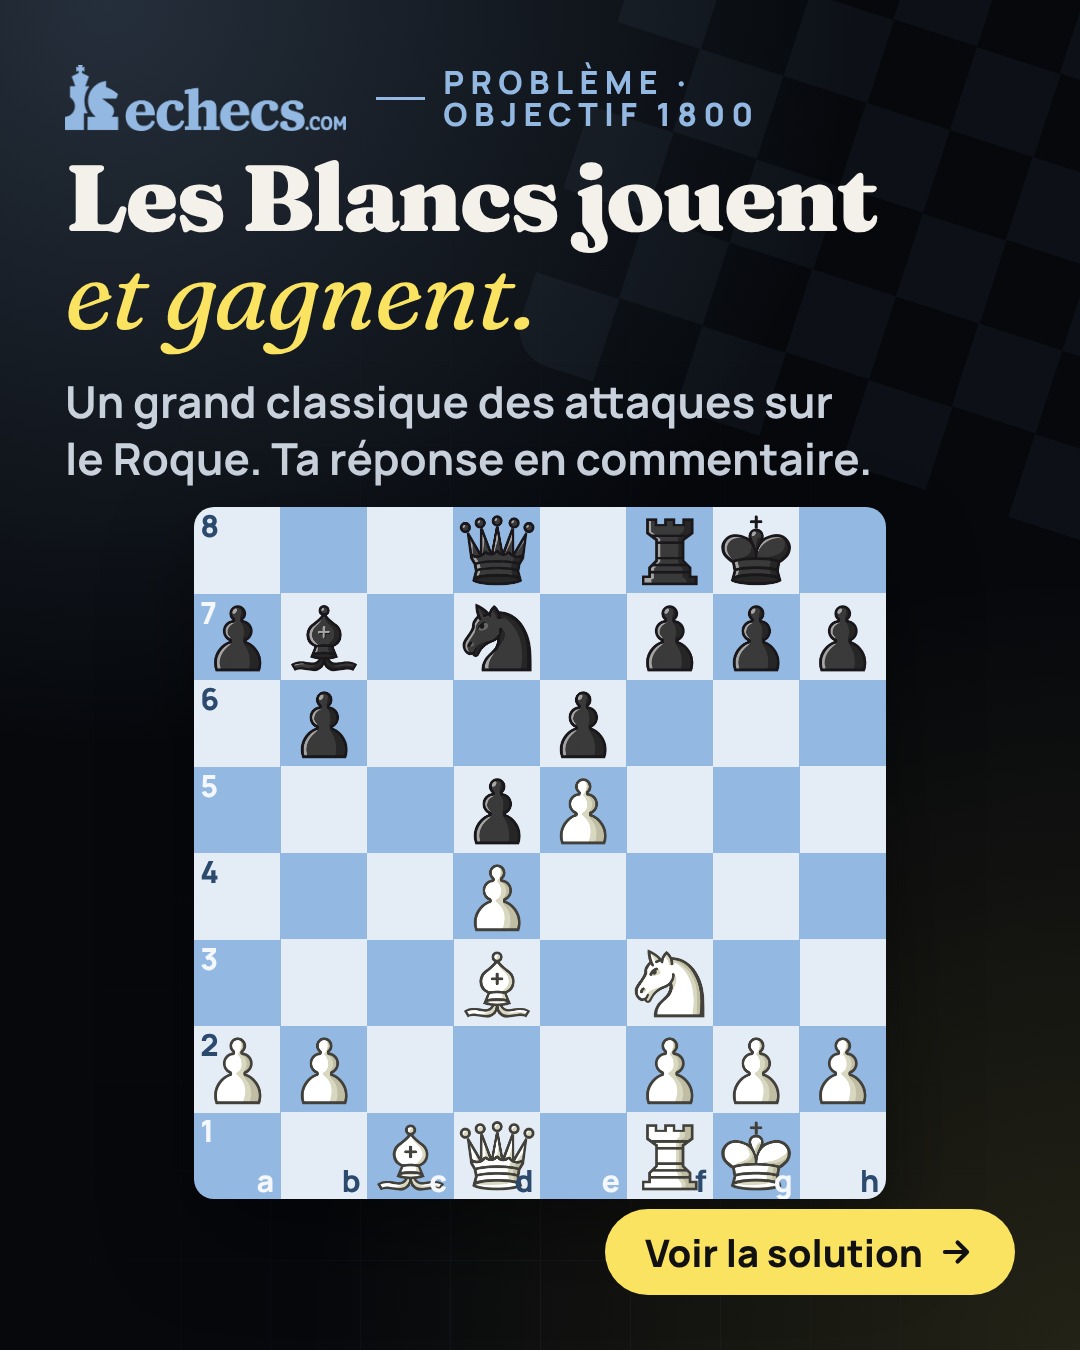 echecs.COM
PROBLÈME ·
OBJECTIF 1800
Les Blancs jouent
et gagnent.
Un grand classique des attaques sur
le Roque. Ta réponse en commentaire.
8
7
6
5
4
3
2
1
a b c d e f g h
Voir la solution →